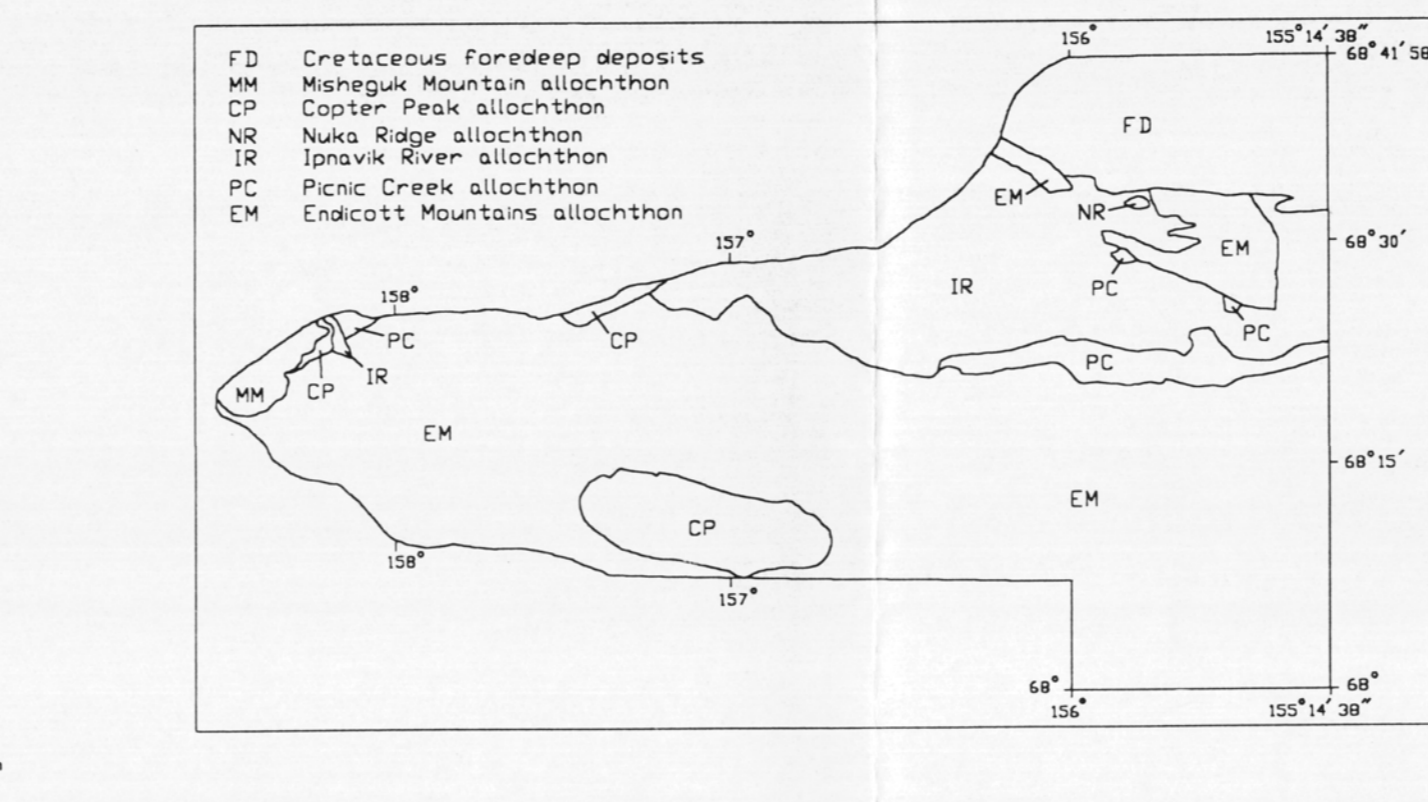 FD Cretaceous foredeep deposits
MM Misheguk Mountain allochthon
CP Copter Peak allochthon
NR Nuka Ridge allochthon
IR Ipnavik River allochthon
PC Picnic Creek allochthon
EM Endicott Mountains allochthon
156° 155°14'38"
68°41'58
FD
EM
NR
68°30'
EM
157°
PC
IR
158°
PC CP PC
PC
IR
MM CP
EM
68°15'
EM
CP
158°
157°
68° 68°
156° 155°14'38"